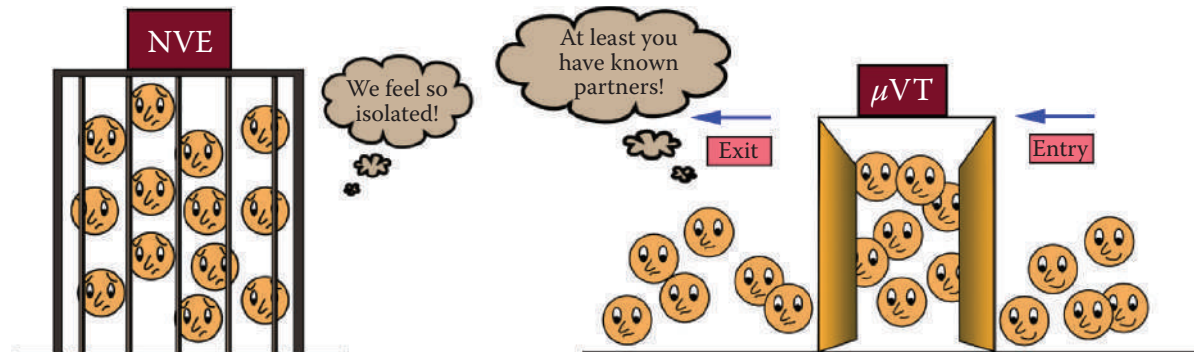 NVE
We feel so
isolated!
At least you
have known
partners!
μVT
Exit
Entry